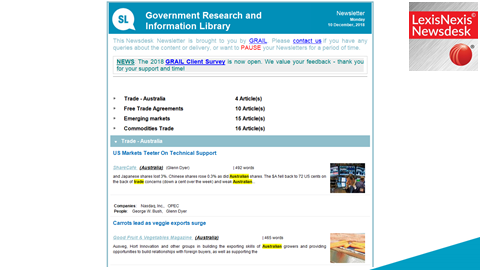 SL
Government Research and
Information Library
Newsletter
Monday
10 December, 2018
LexisNexis
Newsdesk
This Newsdesk Newsletter is brought to you by GRAIL. Please contact us if you have any
queries about the content or delivery, or want to PAUSE your Newsletters for a period of time.
NEWS: The 2018 GRAIL Client Survey is now open. We value your feedback - thank you
for your support and time!
Trade - Australia 4 Article(s)
Free Trade Agreements 10 Article(s)
Emerging markets 15 Article(s)
Commodities Trade 16 Article(s)
Trade - Australia
US Markets Teeter On Technical Support
ShareCafe (Australia) (Glenn Dyer) | 492 words
and Japanese shares lost 3%. Chinese shares rose 0.3% as did Australian shares. The $A fell back to 72 US cents on
the back of trade concerns (down a cent over the week) and weak Australian.
Companies: Nasdaq Inc., OPEC
People: George W. Bush, Glenn Dyer
Carrots lead as veggie exports surge
Good Fruit & Vegetables Magazine (Australia) | 465 words
Ausveg, Hort Innovation and other groups in building the exporting skills of Australian growers and providing
opportunities to build relationships with foreign buyers, as well as supporting the